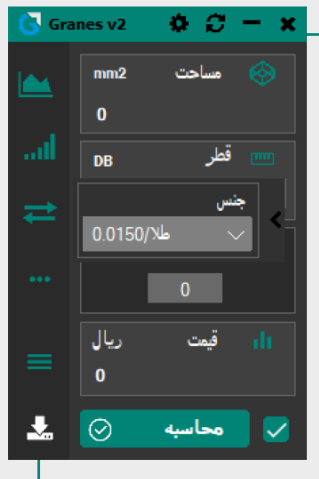 Granes v2
مساحت mm2
0
قطر DB
جنس
طلا/0.0150
0
قیمت ریال
0
محاسبه